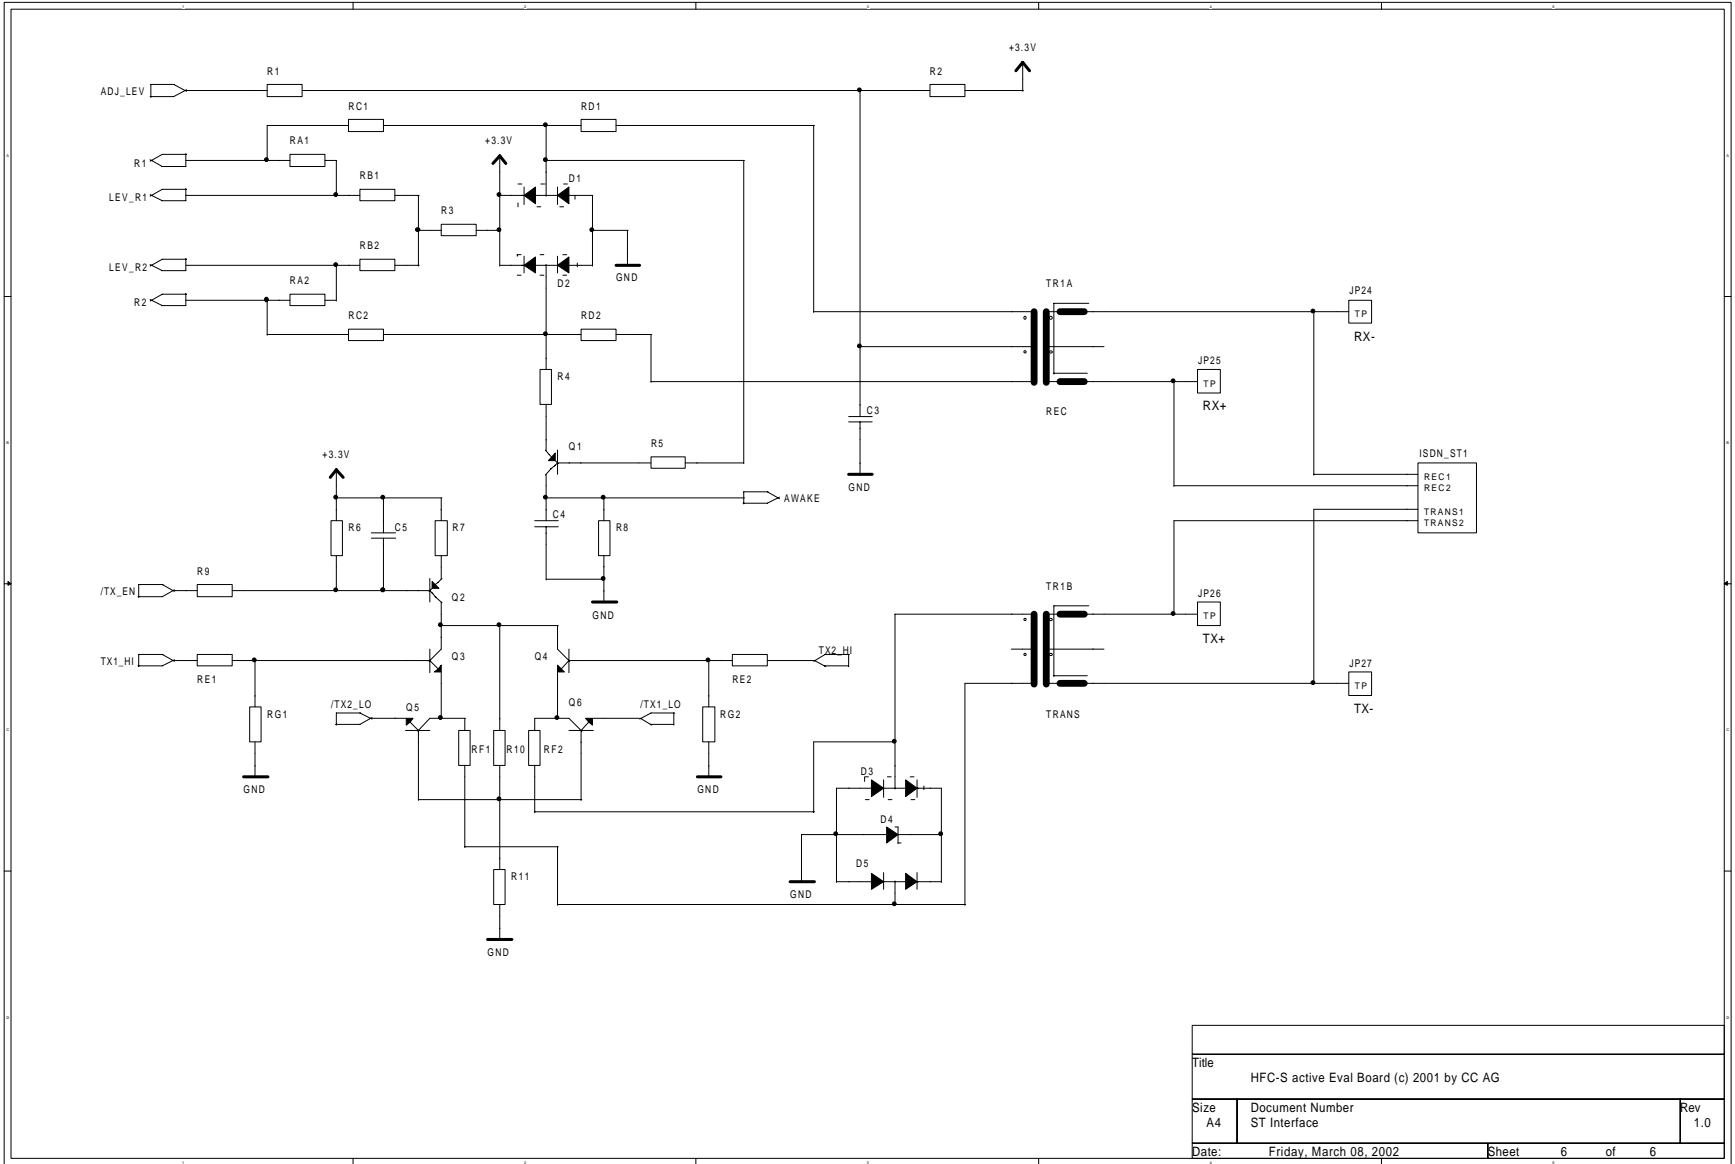 +3.3V
R1
R2
ADJ_LEV
RC1
RD1
RA1
+3.3V
R1
RB1
D1
LEV_R1
R3
RB2
LEV_R2
GND
RA2
D2
R2
TR1A
JP24
RC2
RD2
TP
RX-
JP25
R4
TP
RX+
C3
REC
Q1
R5
+3.3V
ISDN_ST1
REC1
REC2
GND
AWAKE
TRANS1
TRANS2
C4
R6
C5
R7
R8
R9
TR1B
/TX_EN
Q2
JP26
GND
TP
TX+
TX2_HI
TX1_HI
Q3
Q4
JP27
RE1
RE2
TP
/TX2_LO
Q5
Q6
/TX1_LO
TX-
RG1
RG2
TRANS
RF1
R10
RF2
D3
GND
GND
D4
D5
R11
GND
GND
Title
HFC-S active Eval Board (c) 2001 by CC AG
Size
Document Number
Rev
A4
ST Interface
1.0
Date:
Friday, March 08, 2002
Sheet
6
of
6